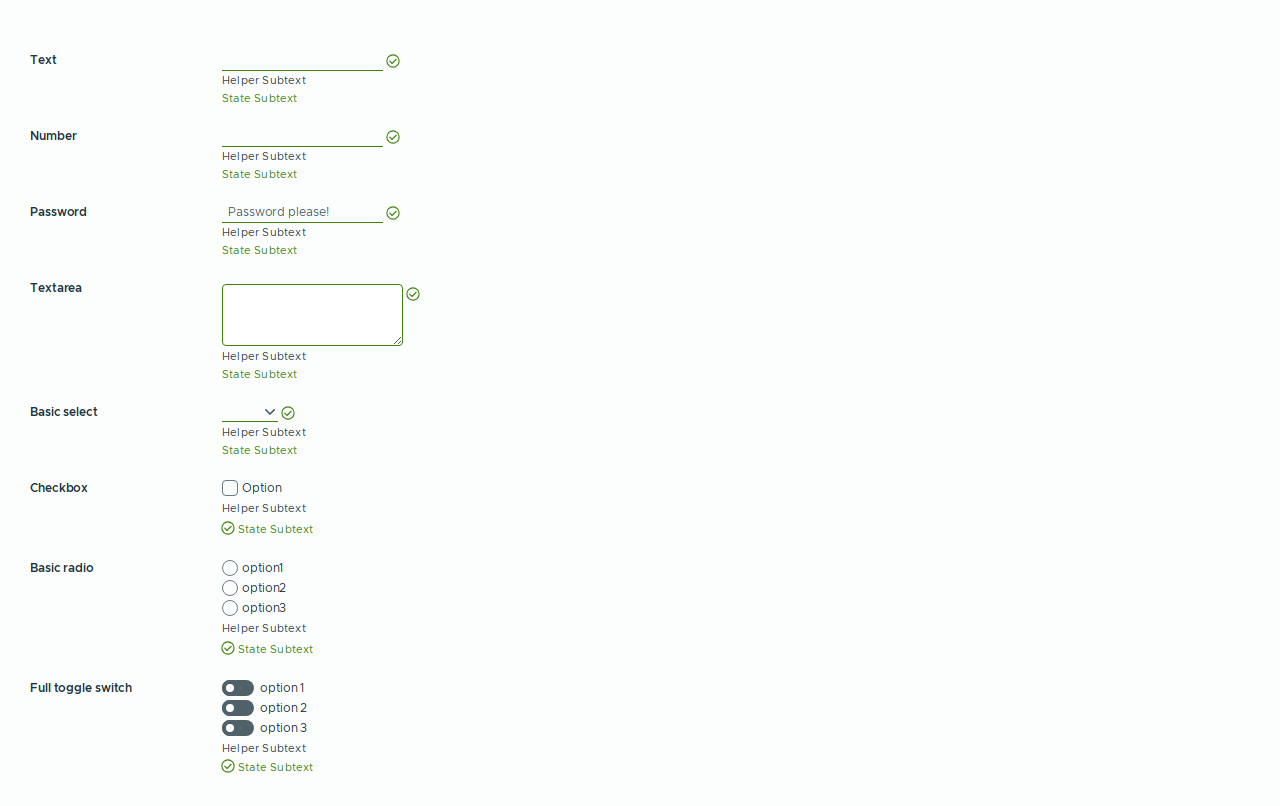 Text
Helper Subtext
State Subtext
Number
Helper Subtext
State Subtext
Password
Password please!
Helper Subtext
State Subtext
Textarea
Helper Subtext
State Subtext
Basic select
Helper Subtext
State Subtext
Checkbox
Option
Helper Subtext
State Subtext
Basic radio
option1
option2
option3
Helper Subtext
State Subtext
Full toggle switch
option 1
option 2
option 3
Helper Subtext
State Subtext